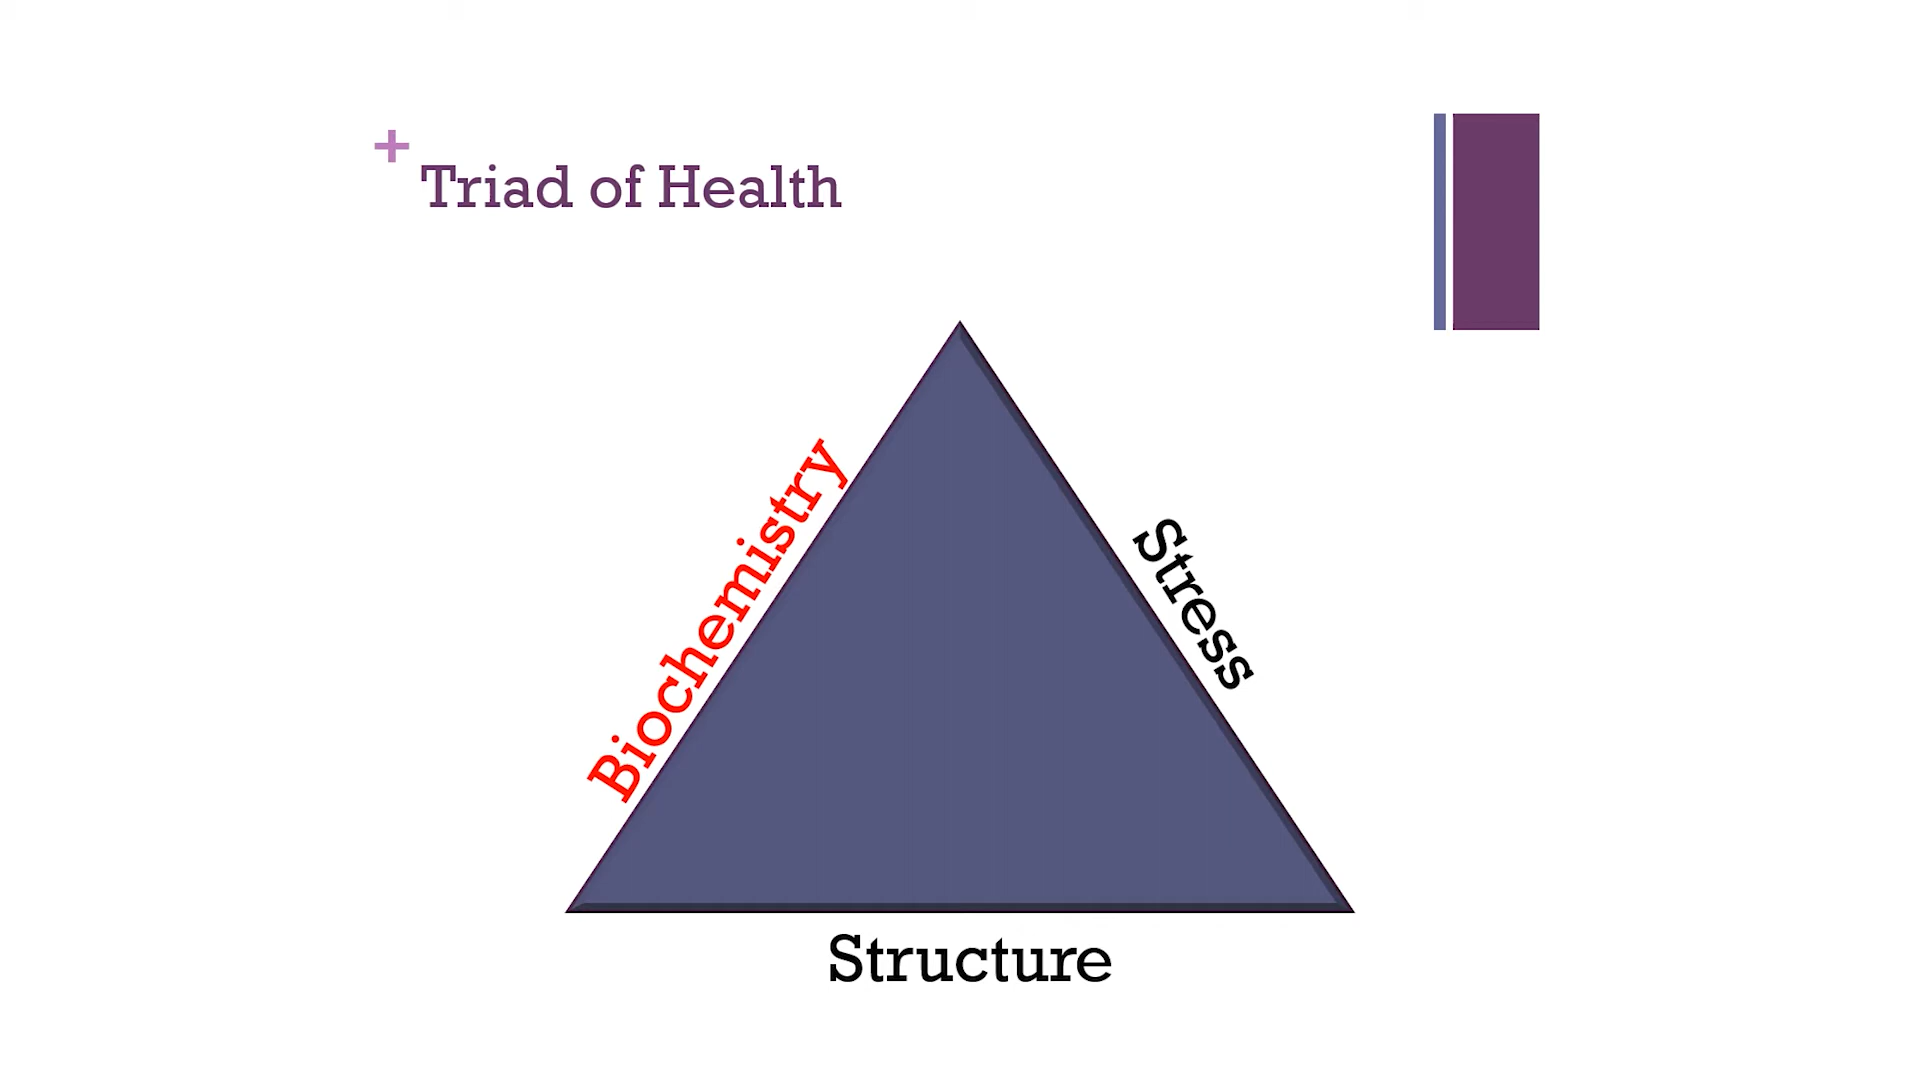 +
Triad of Health
Biochemistry
Stress
Structure